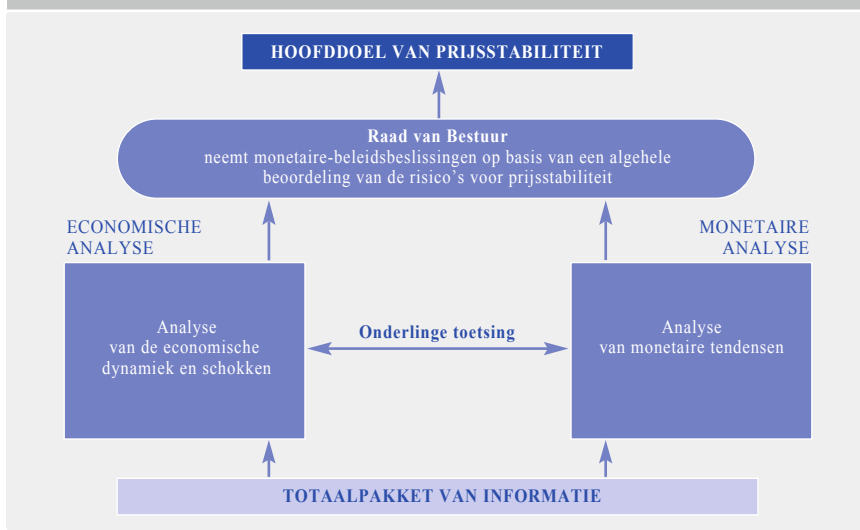 HOOFDDOEL VAN PRIJSSTABILITEIT
Raad van Bestuur
neemt monetaire-beleidsbeslissingen op basis van een algehele
beoordeling van de risico's voor prijsstabiliteit
ECONOMISCHE
ANALYSE
MONETAIRE
ANALYSE
Analyse
van de economische
dynamiek en schokken
Onderlinge toetsing
Analyse
van monetaire tendensen
TOTAALPAKKET VAN INFORMATIE